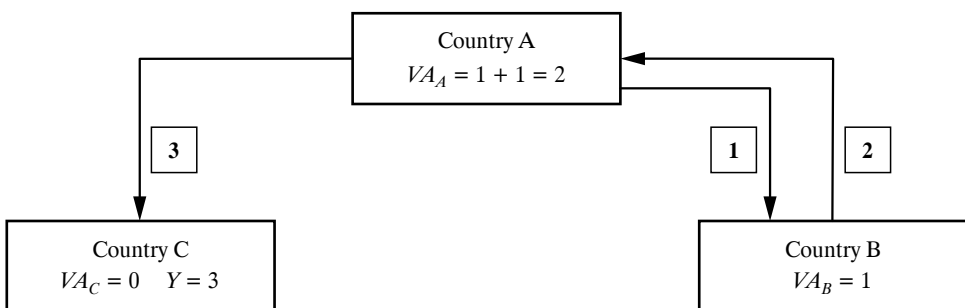 Country A
VA_A = 1 + 1 = 2
3
1
2
Country C
VA_C = 0 Y = 3
Country B
VA_B = 1